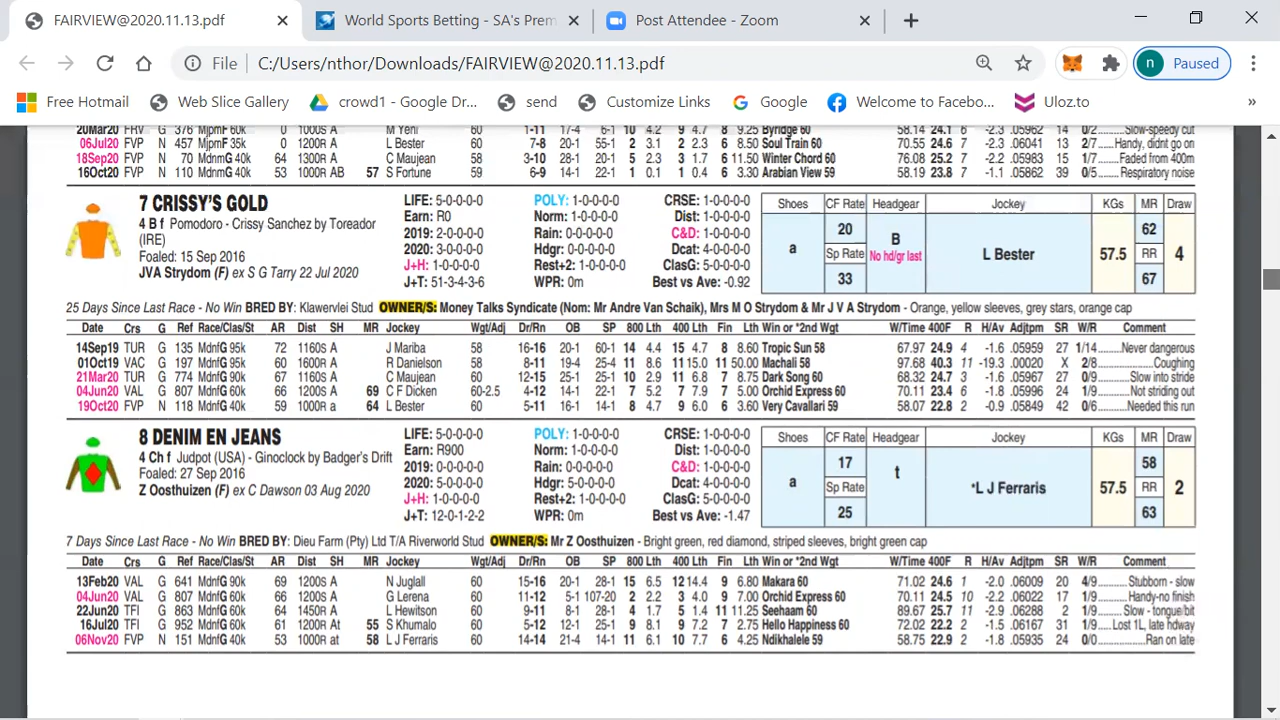 FAIRVIEW@2020.11.13.pdf
World Sports Betting - SA's Prem
Post Attendee - Zoom
File C:/Users/nthor/Downloads/FAIRVIEW@2020.11.13.pdf
n Paused
Free Hotmail Web Slice Gallery crowd1 - Google Dr... send Customize Links Google Welcome to Facebo... Uloz.to »
20Mar20 FRV G 376 MjpmF 60k 0 1000S A M Yeni 60 1-11 17-4 6-1 10 4.2 9 4.7 8 9.25 Byridge 60 58.14 24.1 6 -2.3 .05962 14 0/2 Slow-speedy cut
06Jul20 FVP N 457 MjpmF 35k 0 1200R A L Bester 60 7-8 20-1 55-1 2 3.1 2 2.3 6 8.50 Soul Train 60 70.55 24.6 7 -2.3 .06041 13 2/7 Handy, didnt go on
18Sep20 FVP N 70 MdnmG 40k 64 1300R A C Maujean 58 3-10 28-1 20-1 5 2.3 3 1.7 6 11.50 Winter Chord 60 76.08 25.2 7 -2.2 .05983 15 1/7 Faded from 400m
16Oct20 FVP N 110 MdnmG 40k 53 1000R AB 57 S Fortune 59 6-9 14-1 22-1 1 0.1 1 0.4 6 3.30 Arabian View 59 58.19 23.8 7 -1.1 .05862 39 0/5 Respiratory noise
7 CRISSY'S GOLD
4 B f Pomodoro - Crissy Sanchez by Toreador
(IRE)
Foaled: 15 Sep 2016
JVA Strydom (F) ex S G Tarry 22 Jul 2020
LIFE: 5-0-0-0-0 POLY: 1-0-0-0-0 CRSE: 1-0-0-0-0
Earn: R0 Norm: 1-0-0-0-0 Dist: 1-0-0-0-0
2019: 2-0-0-0-0 Rain: 0-0-0-0-0 C&D: 1-0-0-0-0
2020: 3-0-0-0-0 Hdgr: 0-0-0-0-0 Dcat: 4-0-0-0-0
J+H: 1-0-0-0-0 Rest+2: 1-0-0-0-0 ClasG: 5-0-0-0-0
J+T: 51-3-4-3-6 WPR: 0m Best vs Ave: -0.92
Shoes CF Rate Headgear Jockey KGs MR Draw
a 20 B L Bester 57.5 62 4
No hd/gr last
Sp Rate RR
33 67
25 Days Since Last Race - No Win BRED BY: Klawervlei Stud OWNER/S: Money Talks Syndicate (Nom: Mr Andre Van Schaik), Mrs M O Strydom & Mr J V A Strydom - Orange, yellow sleeves, grey stars, orange cap
Date Crs G Ref Race/Clas/St AR Dist SH MR Jockey Wgt/Adj Dr/Rn OB SP 800 Lth 400 Lth Fin Lth Win or *2nd Wgt W/Time 400F R H/Av Adjtpm SR W/R Comment
14Sep19 TUR G 135 MdnfG 95k 72 1160S A J Mariba 58 16-16 20-1 60-1 14 4.4 15 4.7 8 8.60 Tropic Sun 58 67.97 24.9 4 -1.6 .05959 27 1/14 Never dangerous
01Oct19 VAC G 197 MdnfG 95k 60 1600R A R Danielson 58 8-11 19-4 25-4 11 8.6 11 15.0 11 50.00 Machali 58 97.68 40.3 11 -19.3 .00020 X 2/8 Coughing
21Mar20 TUR G 774 MdnfG 95k 67 1160S A C Maujean 60 12-15 25-1 25-1 10 2.9 11 6.8 7 8.75 Dark Song 60 68.32 24.7 3 -1.6 .05967 27 0/9 Slow into stride
04Jun20 VAL G 807 MdnfG 90k 66 1200S A 69 C F Dicken 60-2.5 4-12 14-1 28-1 7 5.2 7 7.9 7 5.00 Orchid Express 60 70.11 23.4 6 -1.8 .05996 24 1/9 Not striding out
19Oct20 FVP N 118 MdnfG 40k 59 1000R a 64 L Bester 60 5-11 16-1 14-1 8 4.7 9 6.0 6 3.60 Very Cavallari 59 58.07 22.8 2 -0.9 .05849 42 0/6 Needed this run
8 DENIM EN JEANS
4 Ch f Judpot (USA) - Ginoclock by Badger's Drift
Foaled: 27 Sep 2016
Z Oosthuizen (F) ex C Dawson 03 Aug 2020
LIFE: 5-0-0-0-0 POLY: 1-0-0-0-0 CRSE: 1-0-0-0-0
Earn: R900 Norm: 1-0-0-0-0 Dist: 1-0-0-0-0
2019: 0-0-0-0-0 Rain: 0-0-0-0-0 C&D: 1-0-0-0-0
2020: 5-0-0-0-0 Hdgr: 5-0-0-0-0 Dcat: 4-0-0-0-0
J+H: 1-0-0-0-0 Rest+2: 1-0-0-0-0 ClasG: 5-0-0-0-0
J+T: 12-0-1-2-2 WPR: 0m Best vs Ave: -1.47
Shoes CF Rate Headgear Jockey KGs MR Draw
a 17 t *L J Ferraris 57.5 58 2
Sp Rate RR
25 63
7 Days Since Last Race - No Win BRED BY: Dieu Farm (Pty) Ltd T/A Riverworld Stud OWNER/S: Mr Z Oosthuizen - Bright green, red diamond, striped sleeves, bright green cap
Date Crs G Ref Race/Clas/St AR Dist SH MR Jockey Wgt/Adj Dr/Rn OB SP 800 Lth 400 Lth Fin Lth Win or *2nd Wgt W/Time 400F R H/Av Adjtpm SR W/R Comment
13Feb20 VAL G 641 MdnfG 90k 69 1200S A N Juglall 60 15-16 20-1 28-1 15 6.5 12 14.4 9 6.80 Makara 60 71.02 24.6 1 -2.0 .06009 20 4/9 Stubborn - slow
04Jun20 VAL G 807 MdnfG 90k 66 1200S A G Lerena 60 11-12 5-1 107-20 2 2.2 3 4.0 9 7.00 Orchid Express 60 70.11 24.5 10 -2.2 .06022 17 1/9 Handy-no finish
22Jun20 TFI G 863 MdnfG 90k 64 1450R A L Hewitson 60 9-11 8-1 28-1 4 1.7 5 1.4 11 11.25 Seehaam 60 89.67 25.7 11 -2.9 .06288 2 1/9 Slow - tongue/bit
16Jul20 TFI G 952 MdnfG 90k 61 1200R At 55 S Khumalo 60 5-12 12-1 25-1 9 8.1 9 7.2 7 2.75 Hello Happiness 60 72.02 22.2 2 -1.5 .06167 31 1/9 Lost 1L, late hdway
06Nov20 FVP N 151 MdnfG 40k 53 1000R at 58 L J Ferraris 60 14-14 21-4 14-1 11 6.1 10 7.7 6 4.25 Ndikhalele 59 58.75 22.9 2 -1.8 .05935 24 0/0 Ran on late